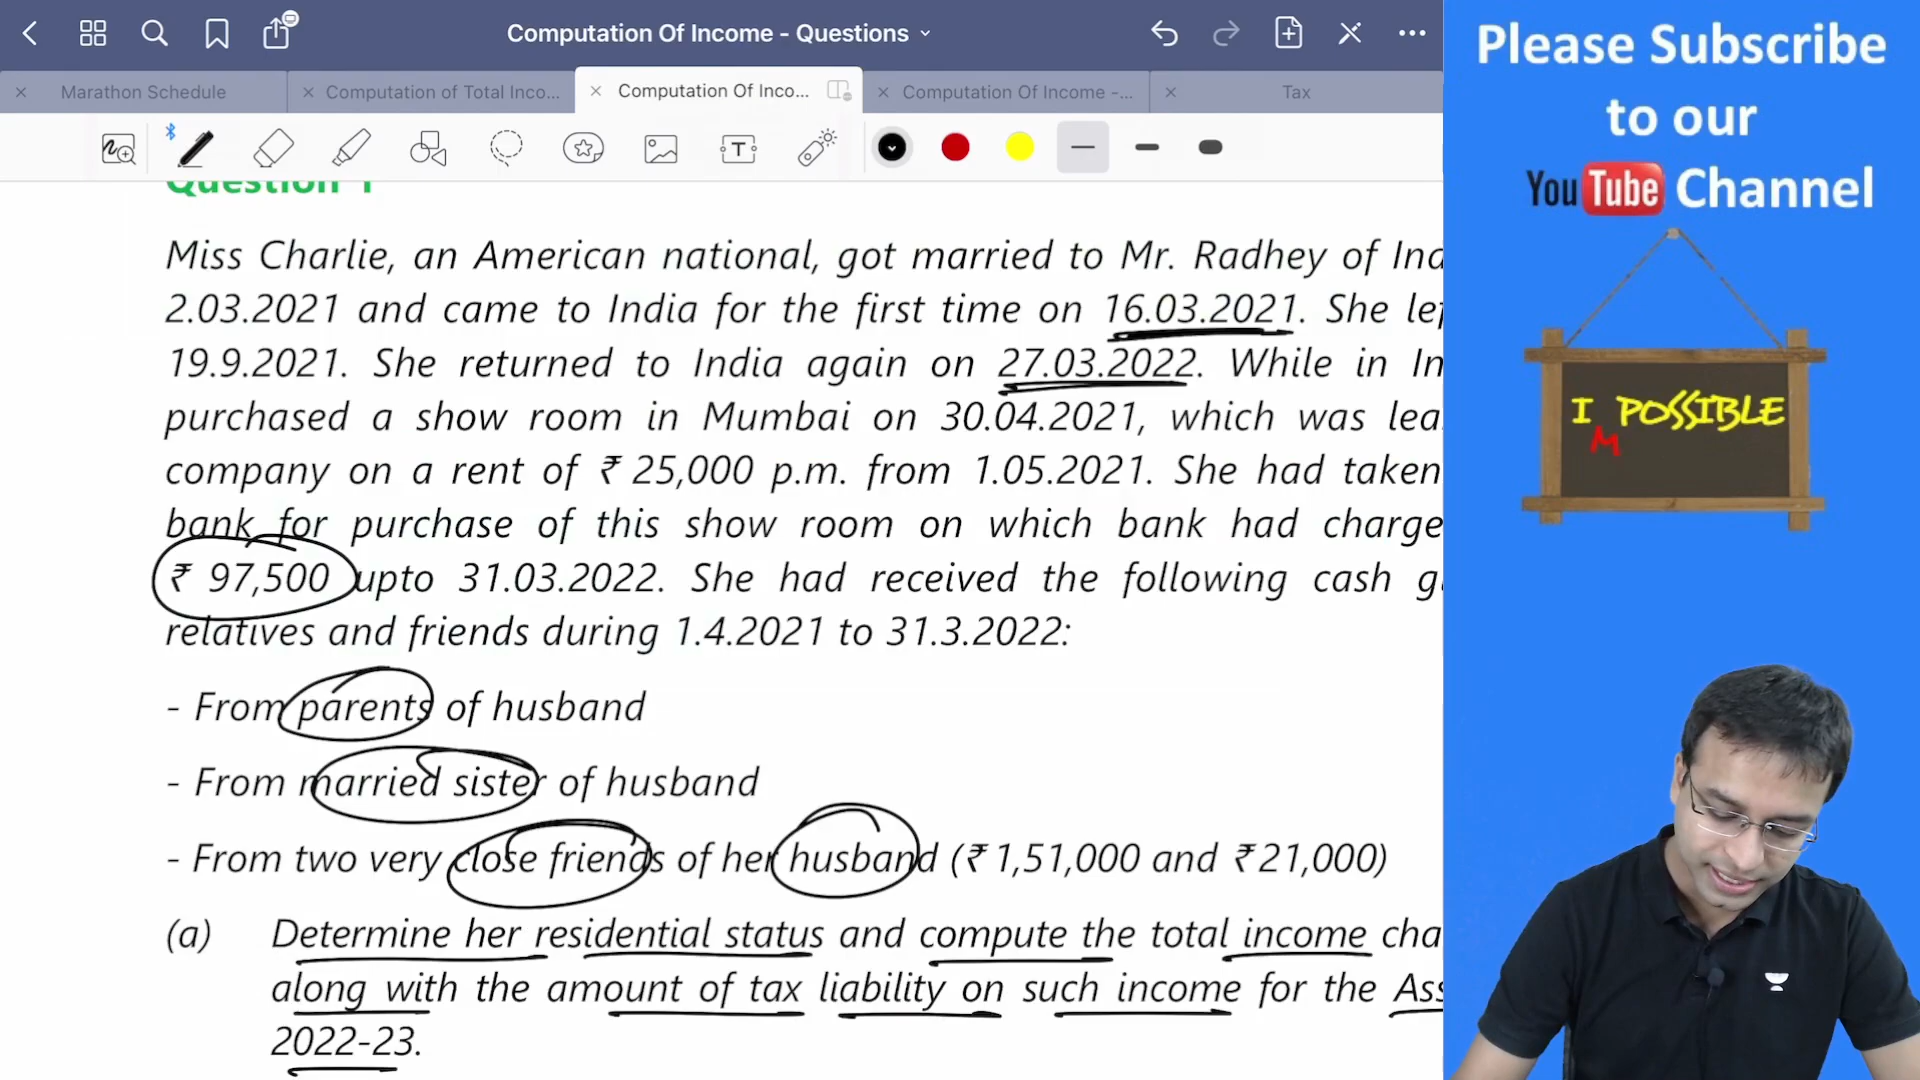 Computation Of Income - Questions
Marathon Schedule
Computation of Total Inco...
Computation Of Inco...
Computation Of Income -...
Tax
T
Question 1
Miss Charlie, an American national, got married to Mr. Radhey of Ind
2.03.2021 and came to India for the first time on 16.03.2021. She lef
19.9.2021. She returned to India again on 27.03.2022. While in In
purchased a show room in Mumbai on 30.04.2021, which was lea
company on a rent of ₹ 25,000 p.m. from 1.05.2021. She had taken
bank for purchase of this show room on which bank had charge
₹ 97,500 upto 31.03.2022. She had received the following cash g
relatives and friends during 1.4.2021 to 31.3.2022:
- From parents of husband
- From married sister of husband
- From two very close friends of her husband (₹ 1,51,000 and ₹ 21,000)
(a) Determine her residential status and compute the total income cha
along with the amount of tax liability on such income for the Ass
2022-23.
Please Subscribe
to our
YouTube Channel
I POSSIBLE
M